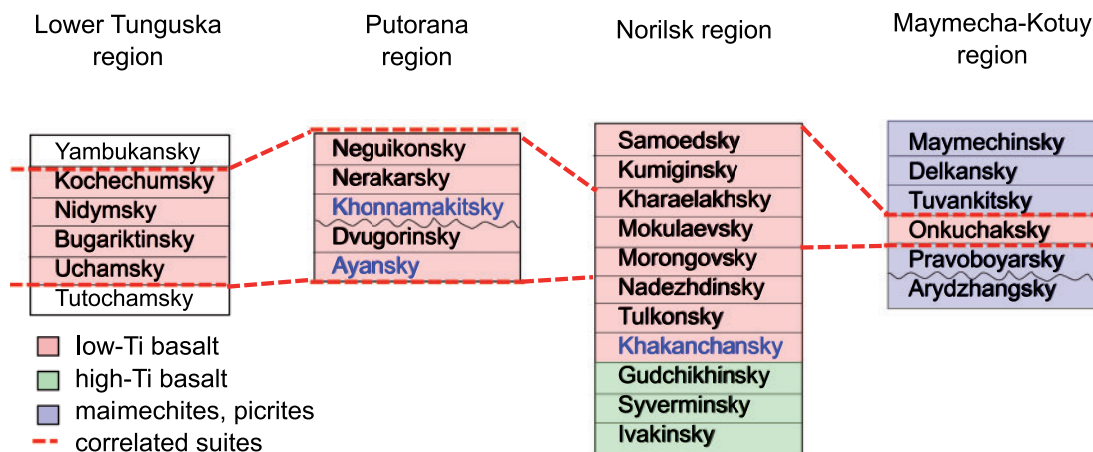 Lower Tunguska
region
Putorana
region
Norilsk region
Maymecha-Kotuy
region
Yambukansky
Kochechumsky
Nidymsky
Bugariktinsky
Uchamsky
Tutochamsky
Neguikonsky
Nerakarsky
Khonnamakitsky
Dvugorinsky
Ayansky
Samoedsky
Kumiginsky
Kharaelakhsky
Mokulaevsky
Morongovsky
Nadezhdinsky
Tulkonsky
Khakanchansky
Gudchikhinsky
Syverminsky
Ivakinsky
Maymechinsky
Delkansky
Tuvankitsky
Onkuchaksky
Pravoboyarsky
Arydzhangsky
low-Ti basalt
high-Ti basalt
maimechites, picrites
correlated suites